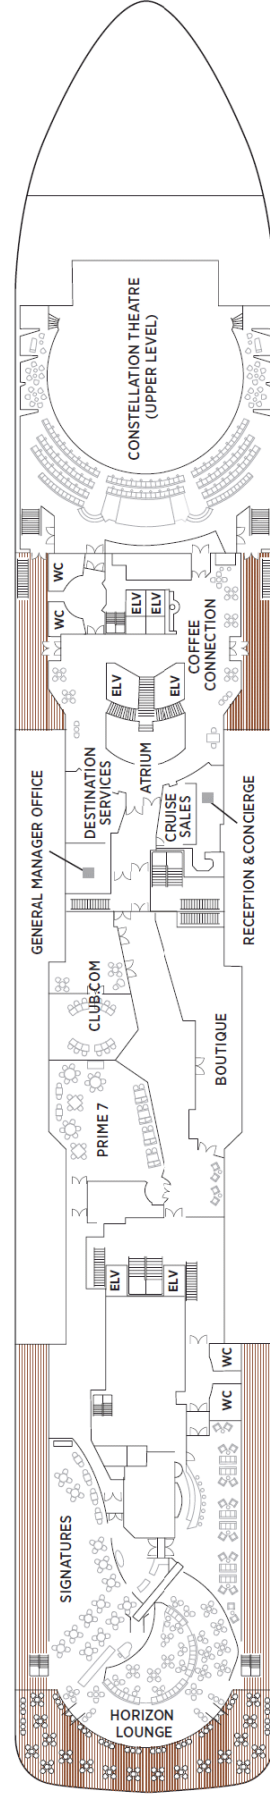 CONSTELLATION THEATRE
(UPPER LEVEL)
WC
WC
ELV
ELV
COFFEE
CONNECTION
ELV
ELV
ATRIUM
DESTINATION
SERVICES
CRUISE
SALES
GENERAL MANAGER OFFICE
RECEPTION & CONCIERGE
CLUB.COM
BOUTIQUE
PRIME 7
ELV
ELV
WC
WC
SIGNATURES
HORIZON
LOUNGE